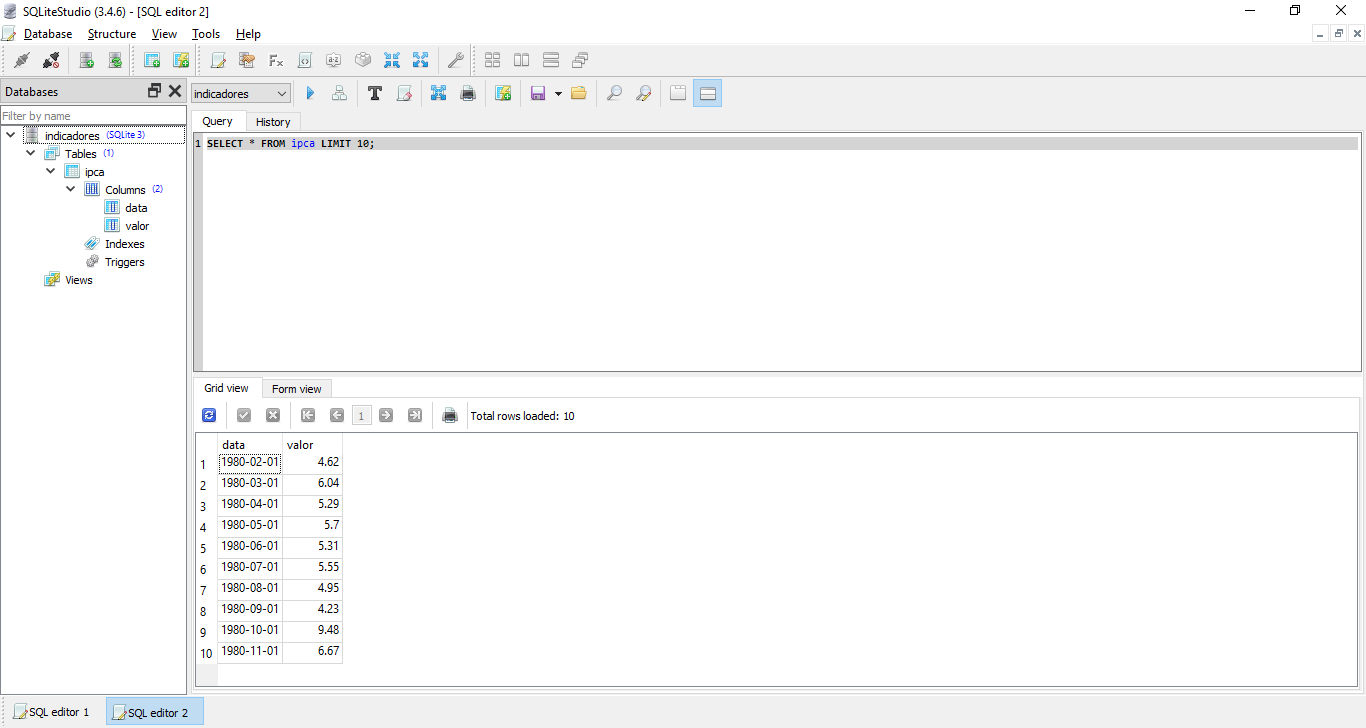 SQLiteStudio (3.4.6) - [SQL editor 2]
Database Structure View Tools Help
Databases
indicadores
Filter by name
indicadores (SQLite 3)
Tables (1)
ipca
Columns (2)
data
valor
Indexes
Triggers
Views
Query History
1 SELECT * FROM ipca LIMIT 10;
Grid view Form view
1 Total rows loaded: 10
data valor
1 1980-02-01 4.62
2 1980-03-01 6.04
3 1980-04-01 5.29
4 1980-05-01 5.7
5 1980-06-01 5.31
6 1980-07-01 5.55
7 1980-08-01 4.95
8 1980-09-01 4.23
9 1980-10-01 9.48
10 1980-11-01 6.67
SQL editor 1 SQL editor 2